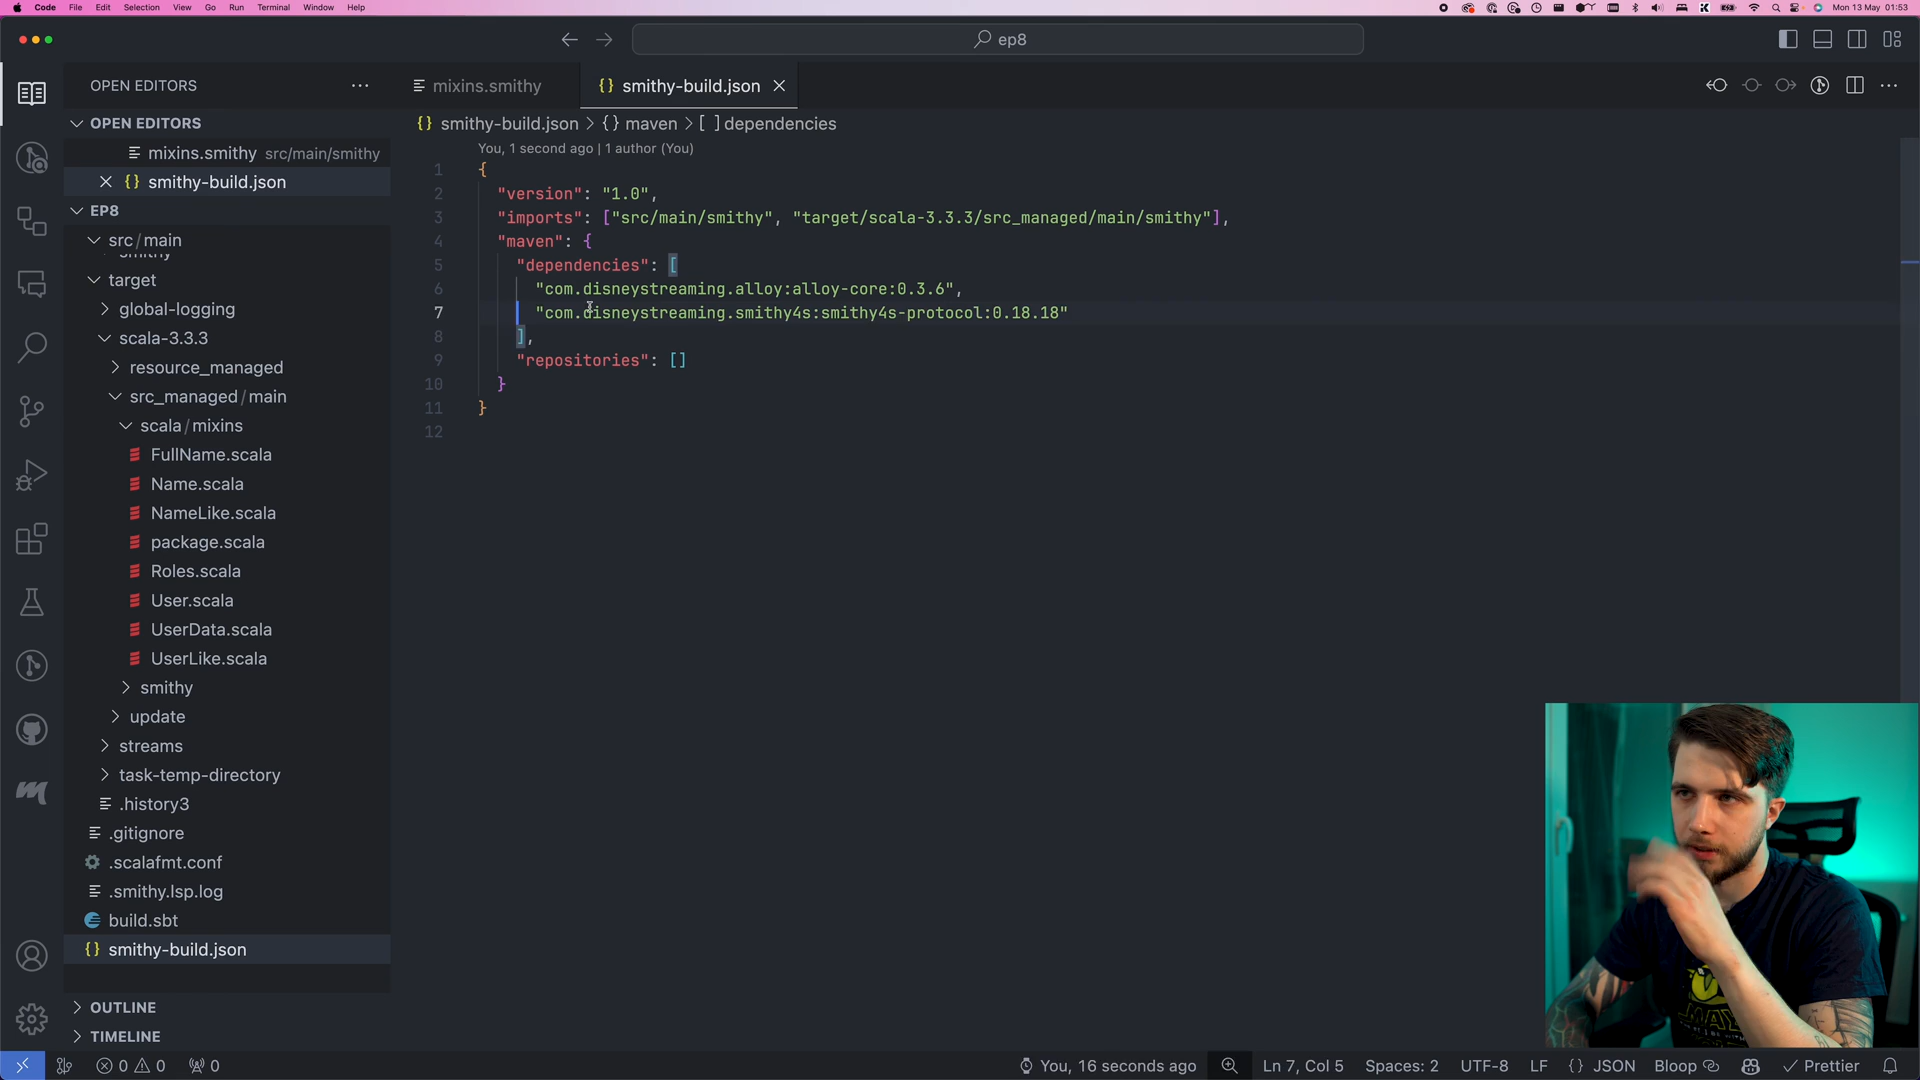 Code File Edit Selection View Go Run Terminal Window Help Mon 13 May 01:53
ep8
OPEN EDITORS
mixins.smithy
smithy-build.json
OPEN EDITORS
mixins.smithy src/main/smithy
smithy-build.json
EP8
src/main
smithy
target
global-logging
scala-3.3.3
resource_managed
src_managed/main
scala/mixins
FullName.scala
Name.scala
NameLike.scala
package.scala
Roles.scala
User.scala
UserData.scala
UserLike.scala
smithy
update
streams
task-temp-directory
.history3
.gitignore
.scalafmt.conf
.smithy.lsp.log
build.sbt
smithy-build.json
OUTLINE
TIMELINE
smithy-build.json > {} maven > [ ] dependencies
You, 1 second ago | 1 author (You)
1 {
2 "version": "1.0",
3 "imports": ["src/main/smithy", "target/scala-3.3.3/src_managed/main/smithy"],
4 "maven": {
5 "dependencies": [
6 "com.disneystreaming.alloy:alloy-core:0.3.6",
7 "com.disneystreaming.smithy4s:smithy4s-protocol:0.18.18"
8 ],
9 "repositories": []
10 }
11 }
12
0 0 0 You, 16 seconds ago Ln 7, Col 5 Spaces: 2 UTF-8 LF {} JSON Bloop Prettier